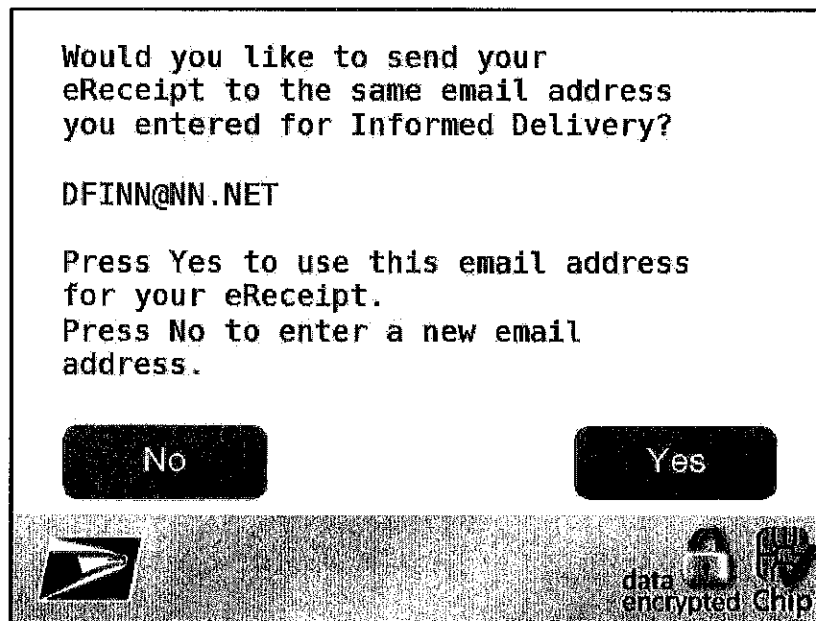 Would you like to send your
eReceipt to the same email address
you entered for Informed Delivery?
DFINN@NN.NET
Press Yes to use this email address
for your eReceipt.
Press No to enter a new email
address.
No
Yes
data
encrypted
Chip